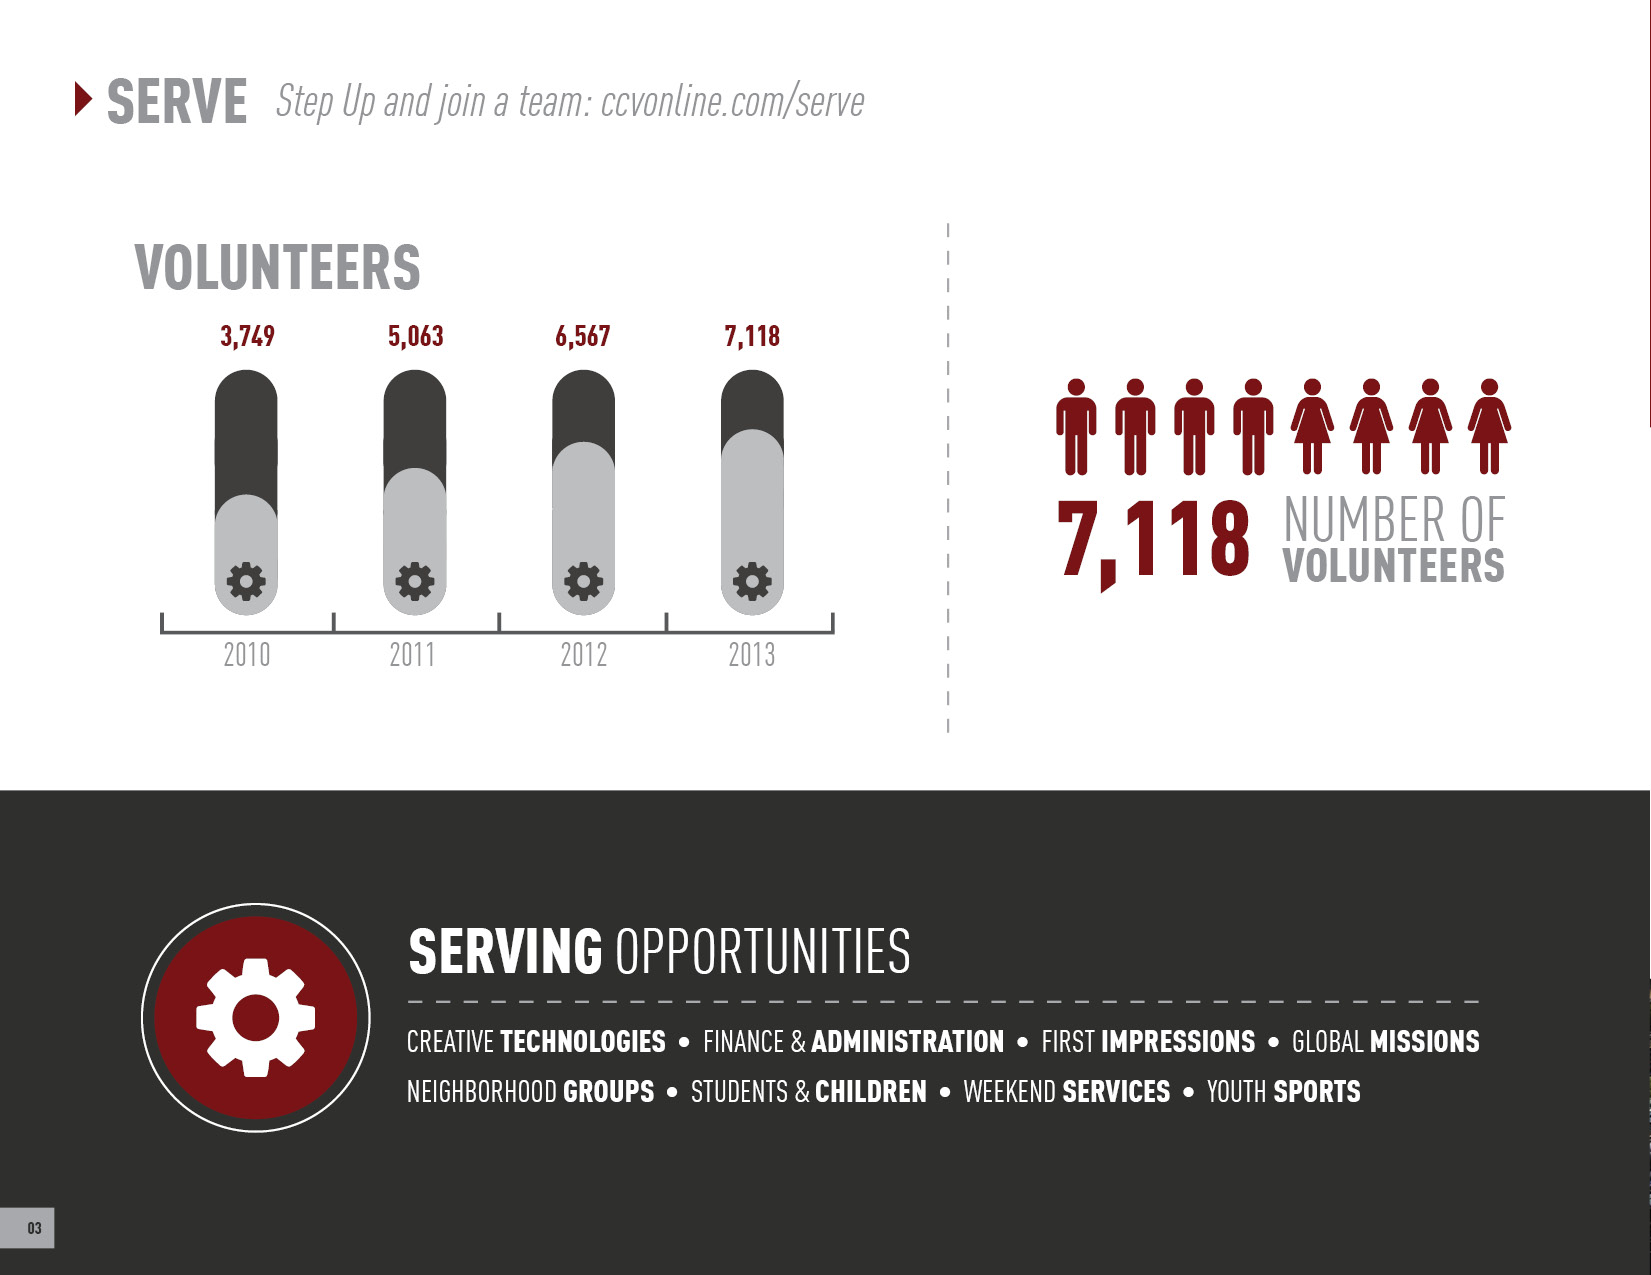 SERVE Step Up and join a team: ccvonline.com/serve
VOLUNTEERS
3,749 5,063 6,567 7,118
2010 2011 2012 2013
7,118 NUMBER OF
VOLUNTEERS
SERVING OPPORTUNITIES
CREATIVE TECHNOLOGIES • FINANCE & ADMINISTRATION • FIRST IMPRESSIONS • GLOBAL MISSIONS
NEIGHBORHOOD GROUPS • STUDENTS & CHILDREN • WEEKEND SERVICES • YOUTH SPORTS
03